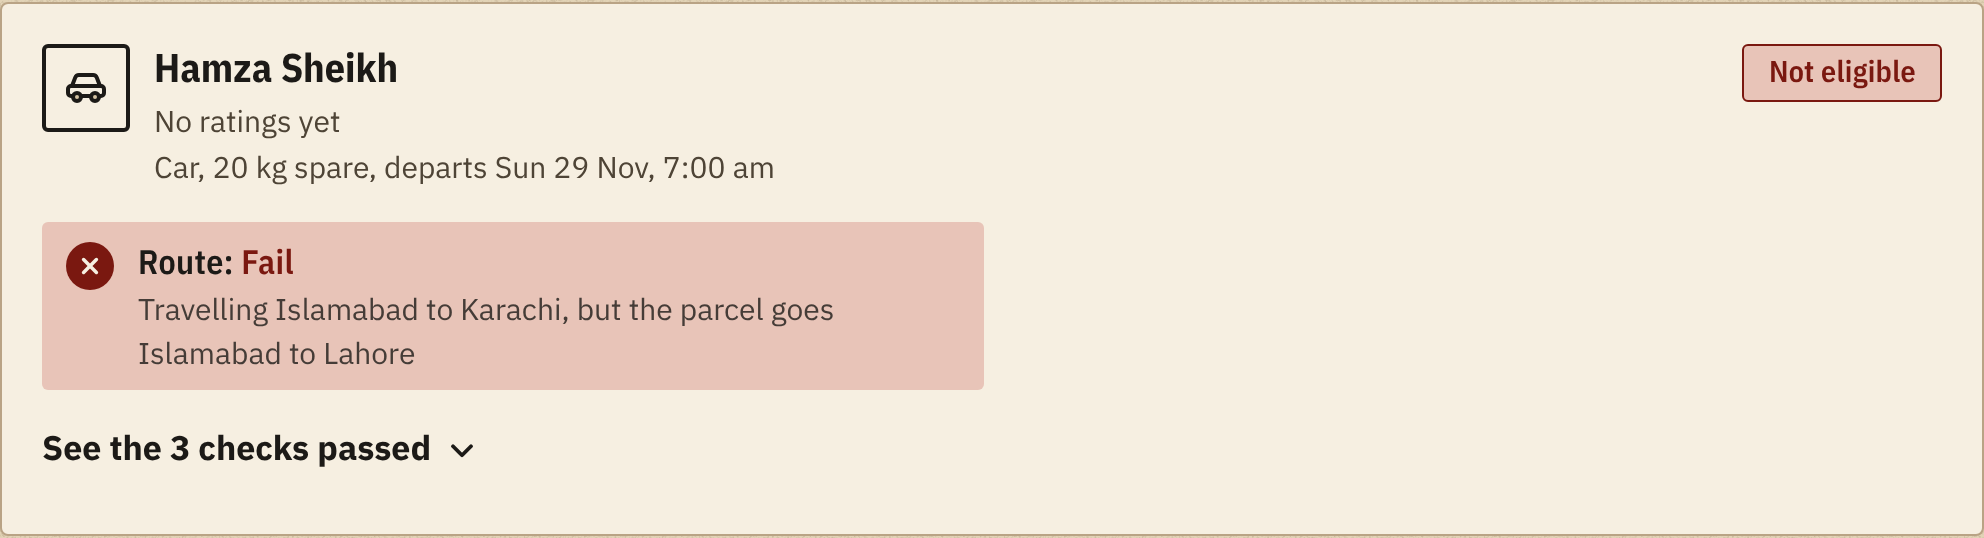 Hamza Sheikh
Not eligible
No ratings yet
Car, 20 kg spare, departs Sun 29 Nov, 7:00 am
Route: Fail
Travelling Islamabad to Karachi, but the parcel goes
Islamabad to Lahore
See the 3 checks passed